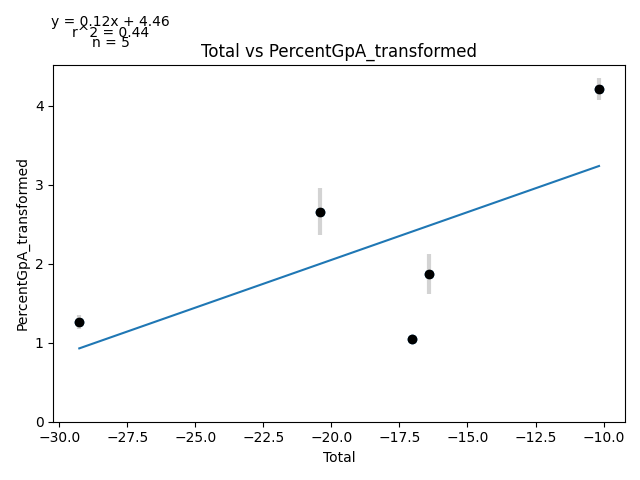 y = 0.12x + 4.46
r^2 = 0.44
n = 5
Total vs PercentGpA_transformed
PercentGpA_transformed
4
3
2
1
0
−30.0 −27.5 −25.0 −22.5 −20.0 −17.5 −15.0 −12.5 −10.0
Total